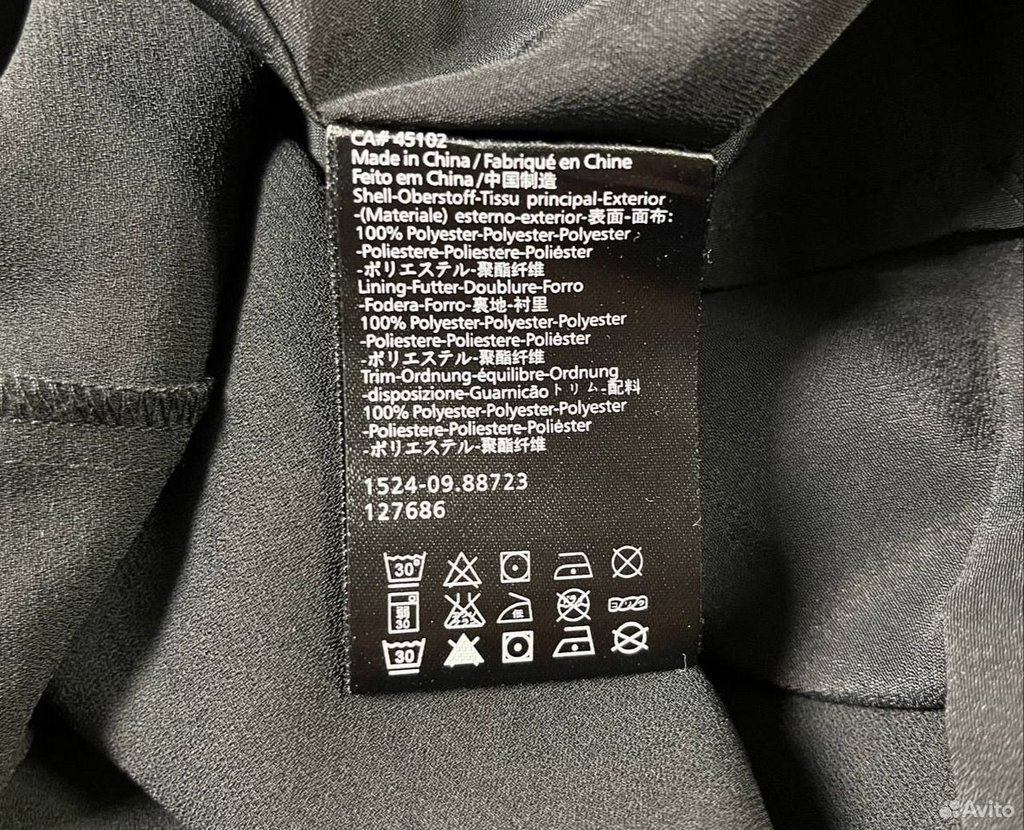 CA# 45102
Made in China / Fabriqué en Chine
Feito em China /中国制造
Shell-Oberstoff-Tissu principal-Exterior
-(Materiale) esterno-exterior-表面-面布:
100% Polyester-Polyester-Polyester
-Poliestere-Poliestere-Poliéster
-ポリエステル-聚酯纤维
Lining-Futter-Doublure-Forro
-Fodera-Forro-裏地-衬里
100% Polyester-Polyester-Polyester
-Poliestere-Poliestere-Poliéster
-ポリエステル-聚酯纤维
Trim-Ordnung-équilibre-Ordnung
-disposizione-Guarnicão トリム-配料
100% Polyester-Polyester-Polyester
-Poliestere-Poliestere-Poliéster
-ポリエステル-聚酯纤维
1524-09.88723
127686
30°
弱 30 低
30
Avito